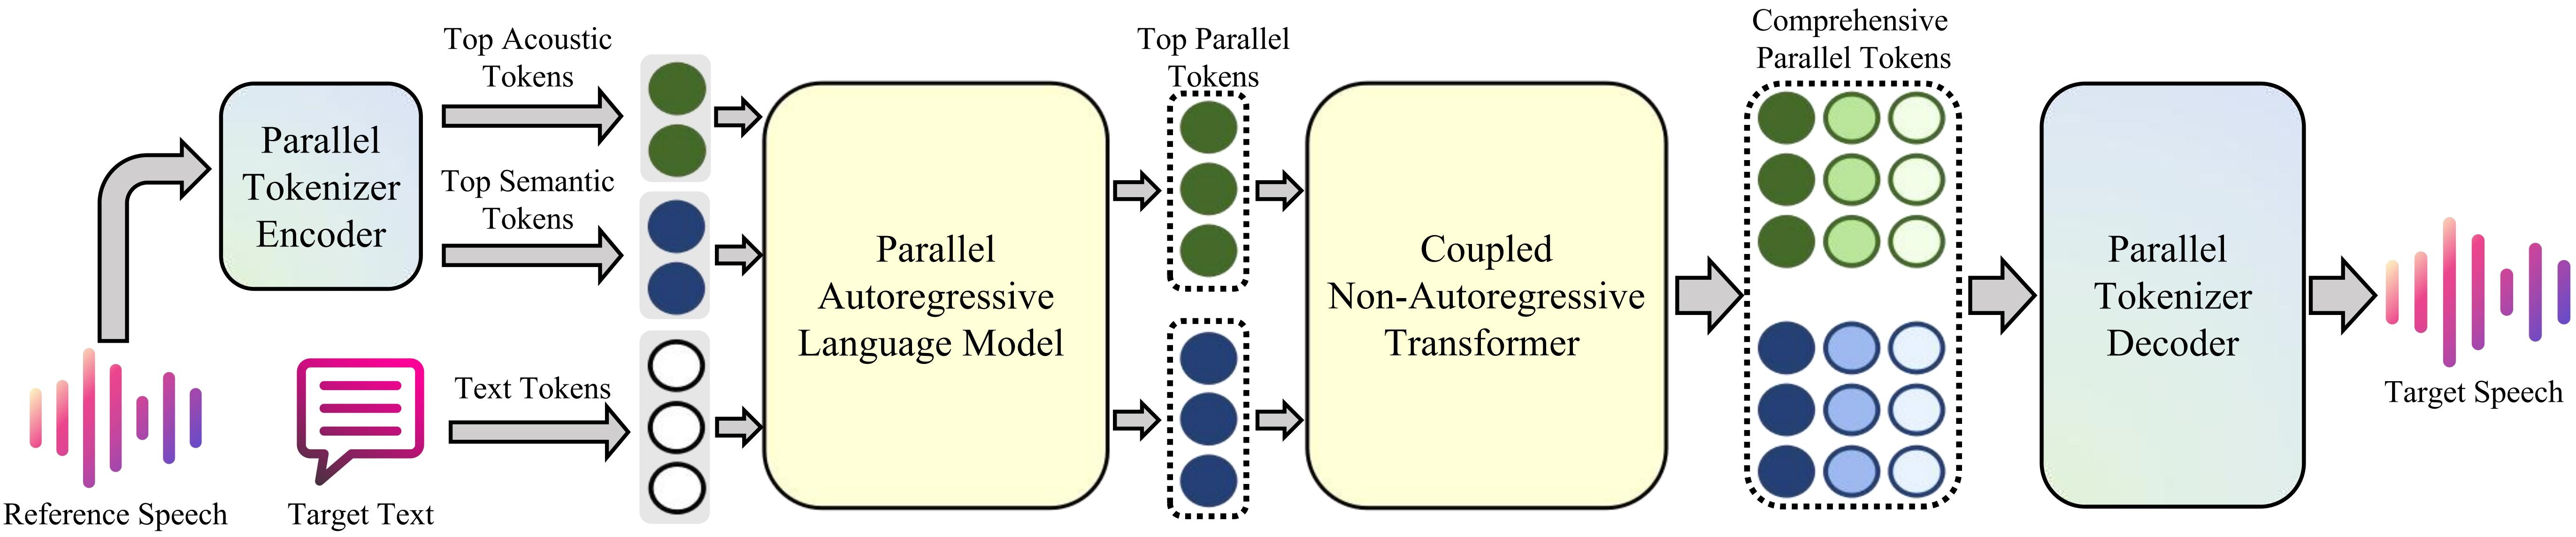 Reference Speech
Target Text
Parallel
Tokenizer
Encoder
Top Acoustic
Tokens
Top Semantic
Tokens
Text Tokens
Parallel
Autoregressive
Language Model
Top Parallel
Tokens
Coupled
Non-Autoregressive
Transformer
Comprehensive
Parallel Tokens
Parallel
Tokenizer
Decoder
Target Speech